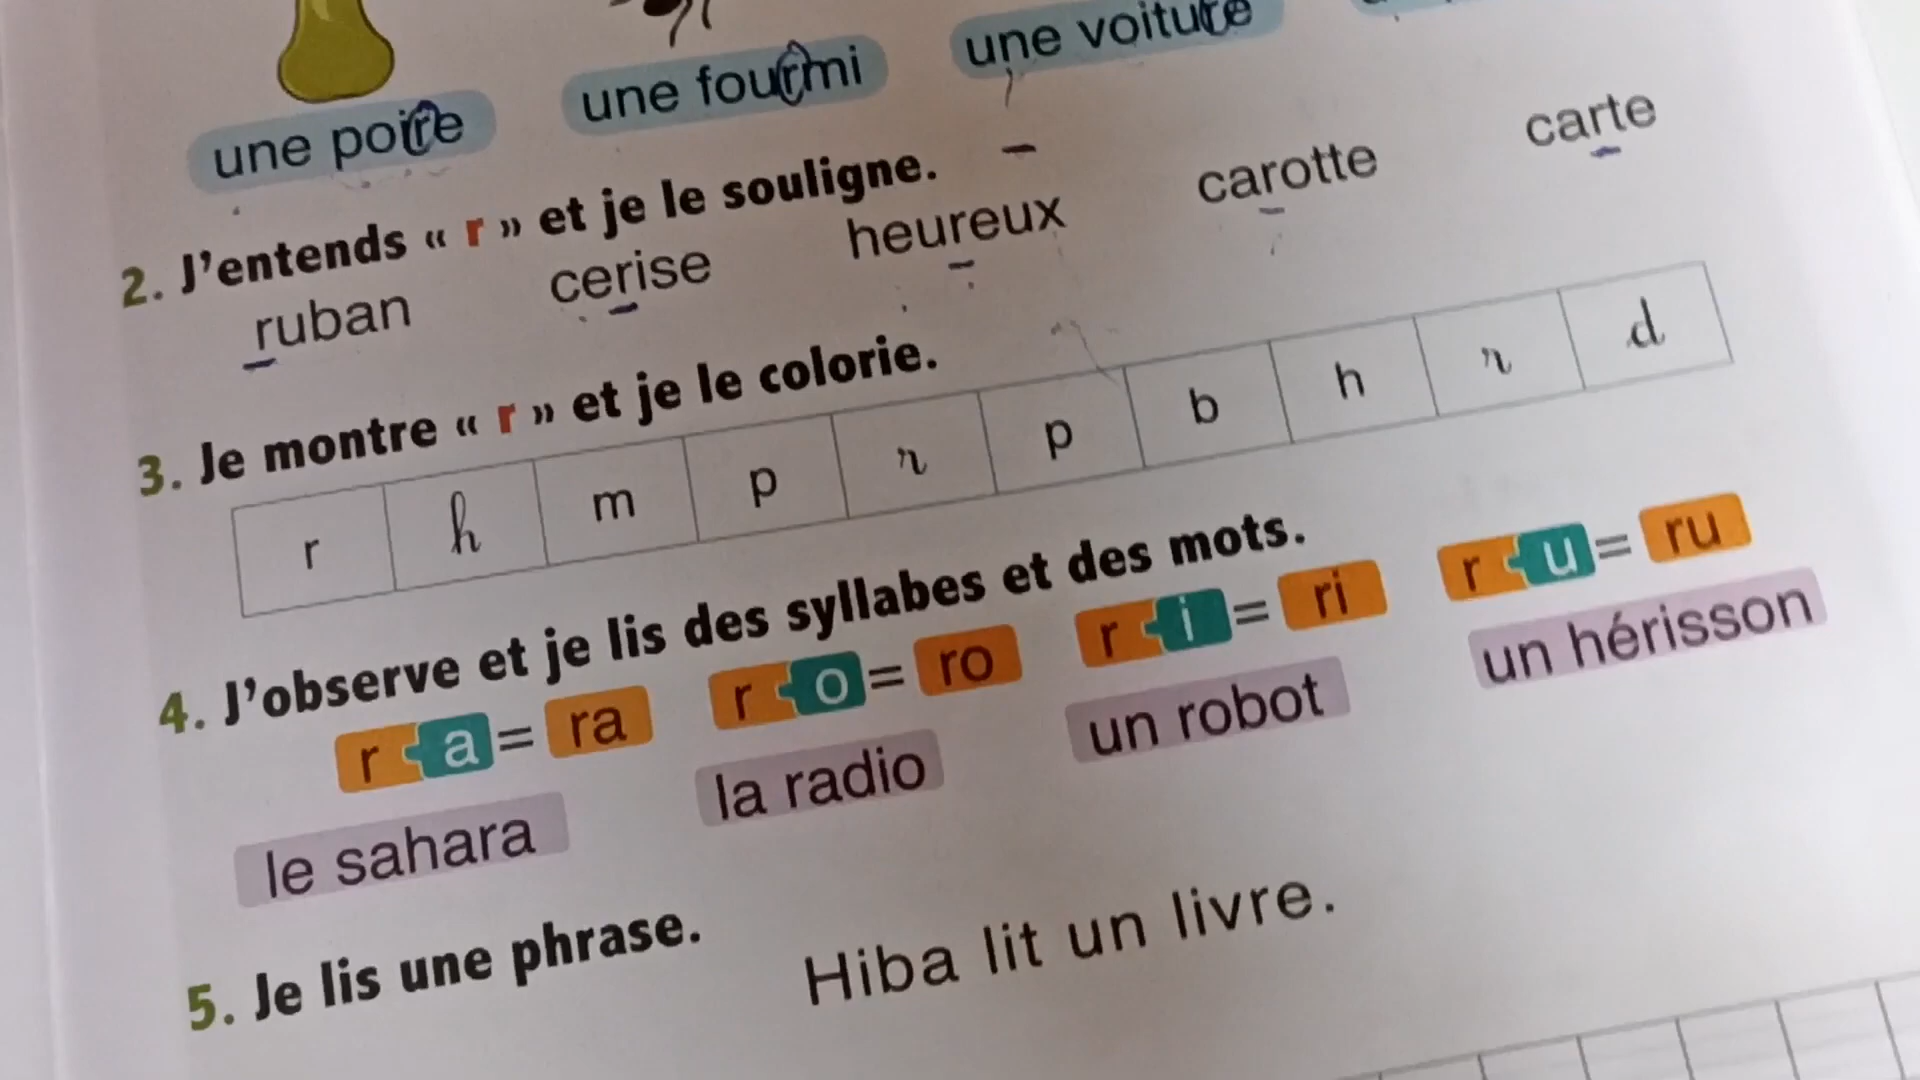 une poire une fourmi une voiture
2. J'entends « r » et je le souligne.
ruban cerise heureux carotte carte
3. Je montre « r » et je le colorie.
r h m p r p b h r d
4. J'observe et je lis des syllabes et des mots.
r a = ra r o = ro r i = ri r u = ru
le sahara la radio un robot un hérisson
5. Je lis une phrase.
Hiba lit un livre.